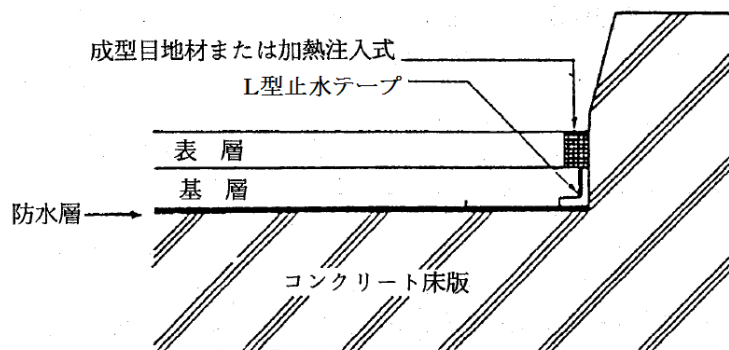 成型目地材または加熱注入式
L型止水テープ
表 層
基 層
防水層
コンクリート床版